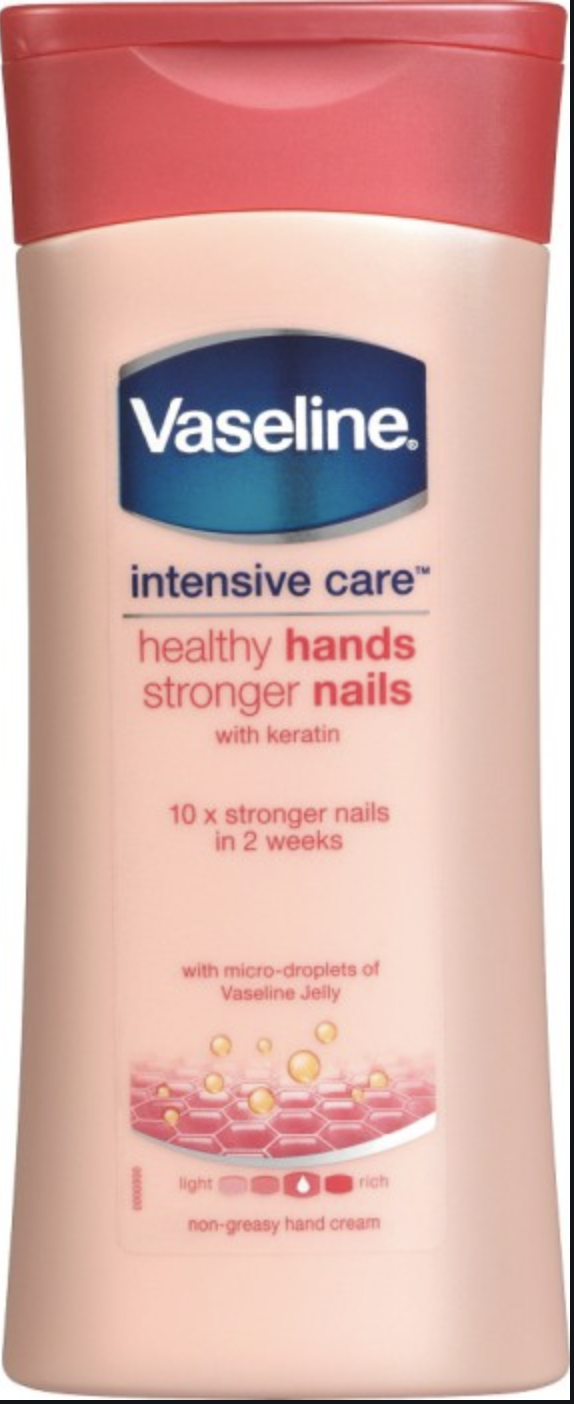 Vaseline®
intensive care™
healthy hands
stronger nails
with keratin
10 x stronger nails
in 2 weeks
with micro-droplets of
Vaseline Jelly
light rich
non-greasy hand cream